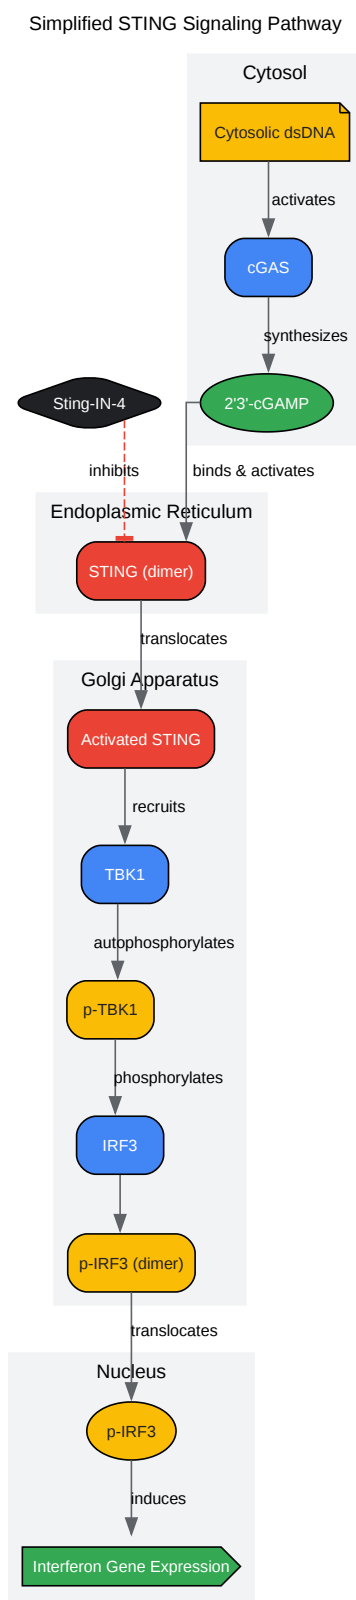 Simplified STING Signaling Pathway
Cytosol
Cytosolic dsDNA
activates
cGAS
synthesizes
Sting-IN-4
2'3'-cGAMP
inhibits
binds & activates
Endoplasmic Reticulum
STING (dimer)
translocates
Golgi Apparatus
Activated STING
recruits
TBK1
autophosphorylates
p-TBK1
phosphorylates
IRF3
p-IRF3 (dimer)
translocates
Nucleus
p-IRF3
induces
Interferon Gene Expression